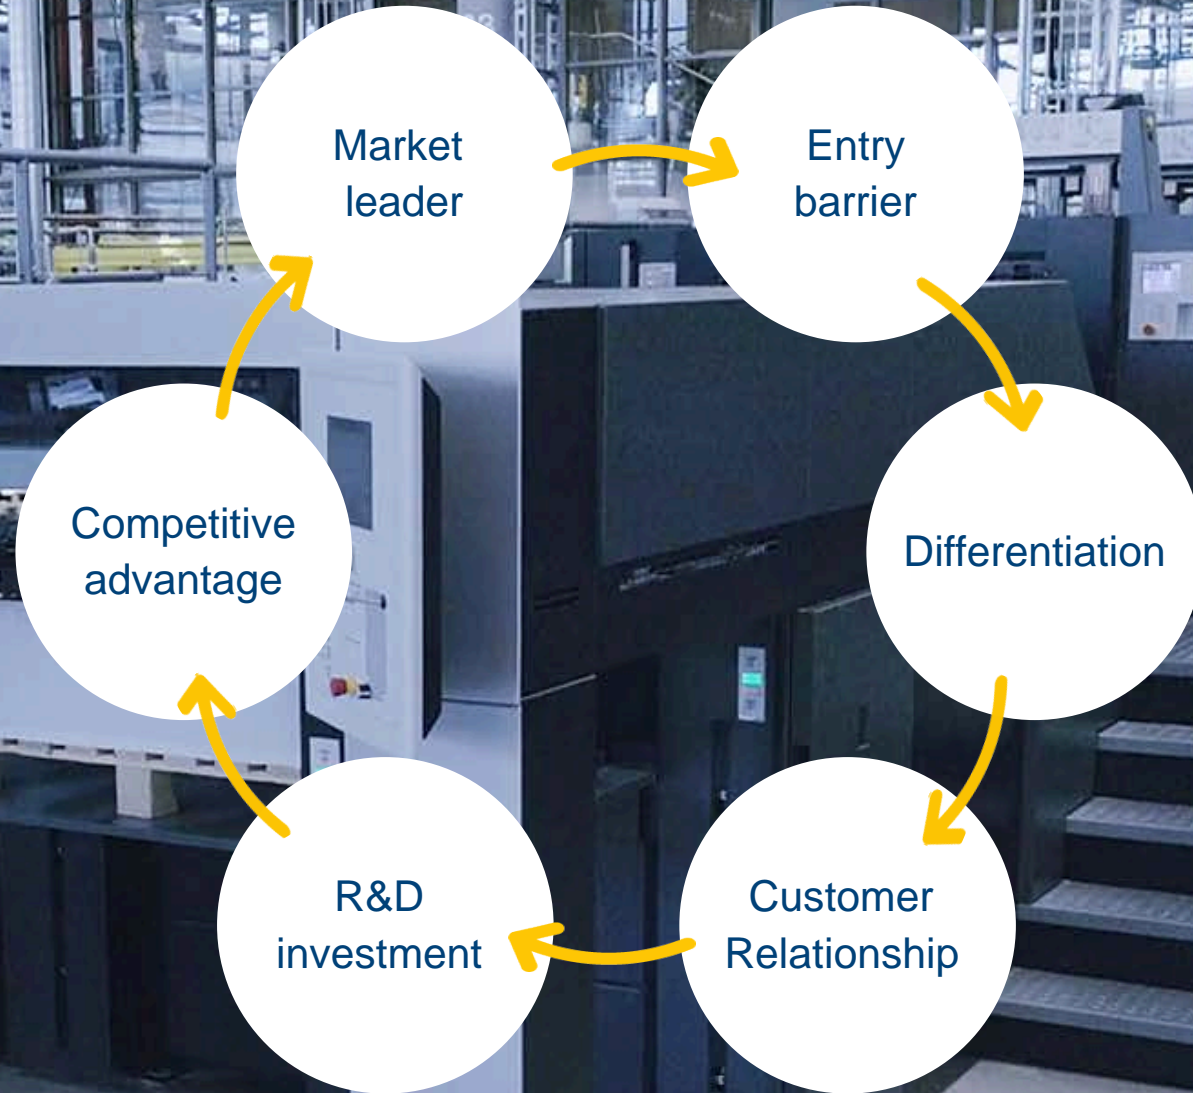 Market
leader
Entry
barrier
Differentiation
Customer
Relationship
R&D
investment
Competitive
advantage